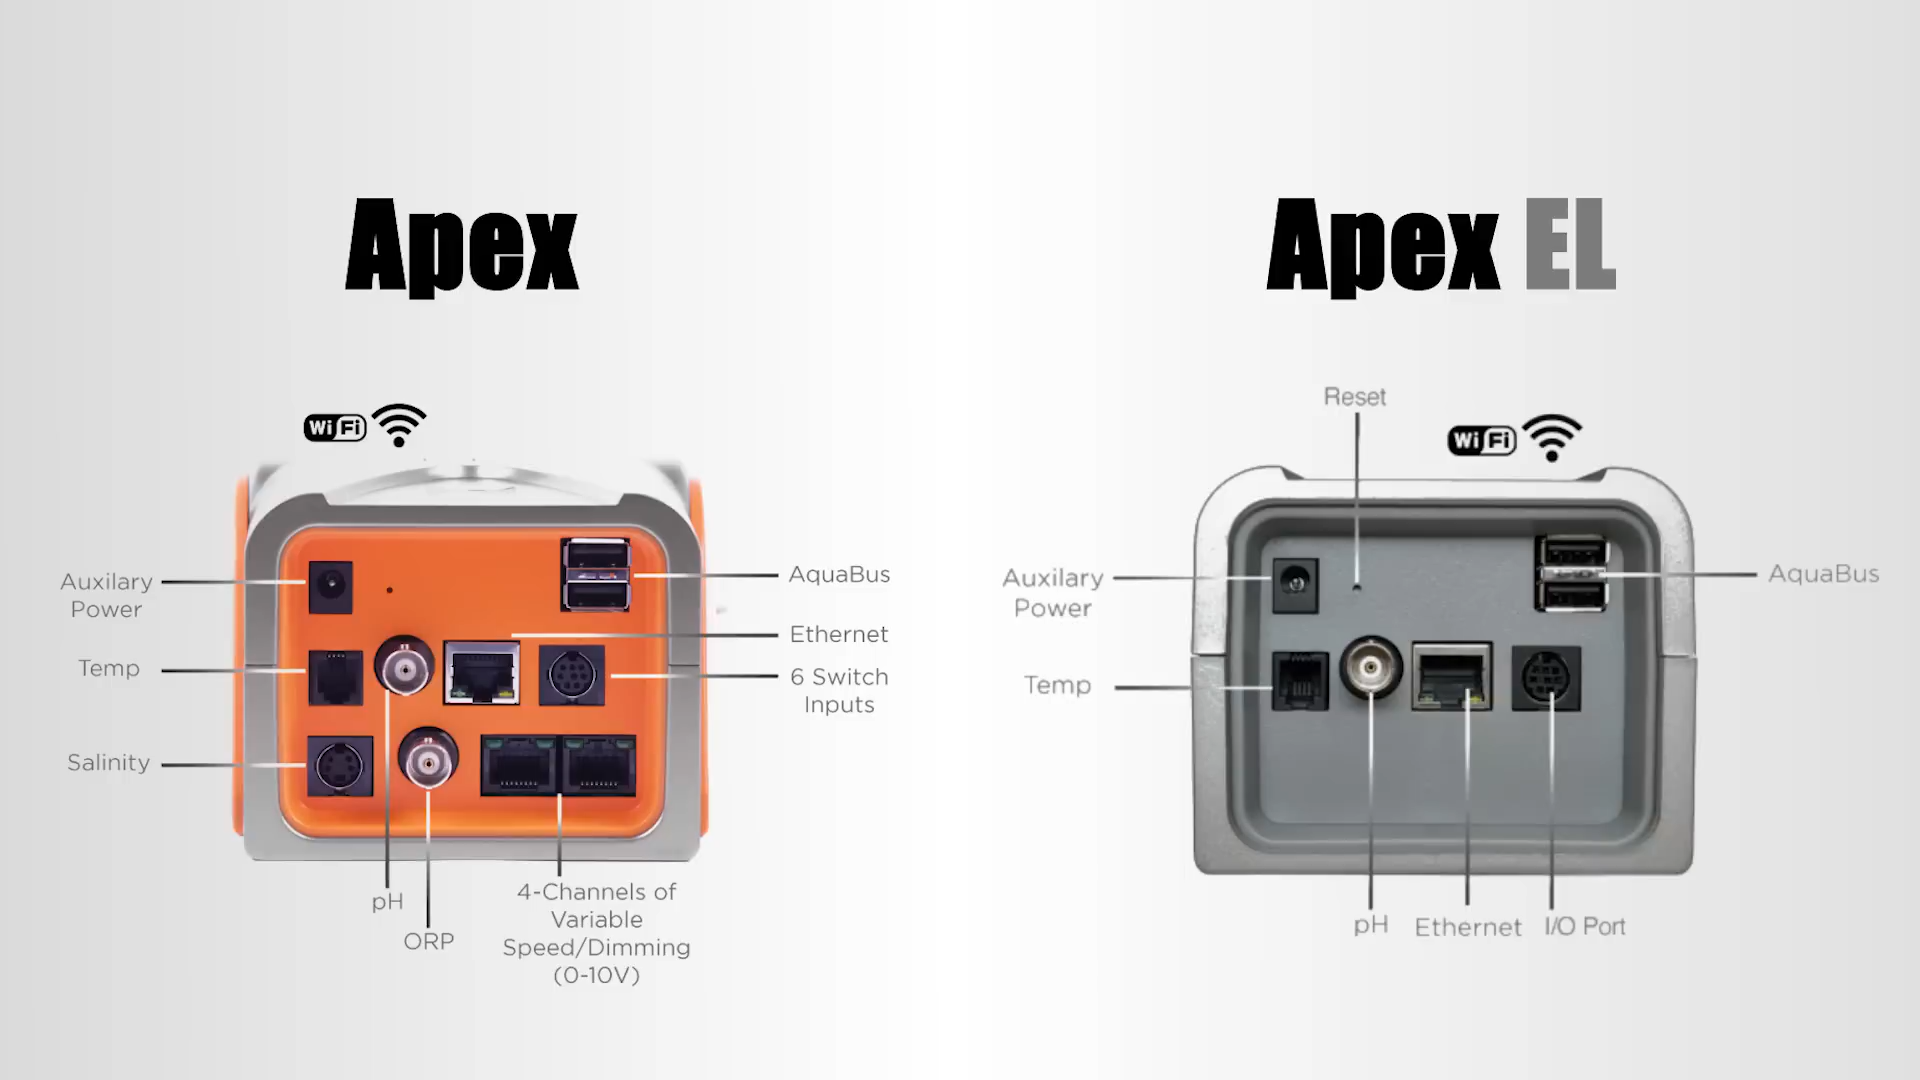 Apex
Apex EL
Reset
Wi Fi
Wi Fi
Auxilary
Power
Temp
Salinity
AquaBus
Ethernet
6 Switch
Inputs
pH
ORP
4-Channels of
Variable
Speed/Dimming
(0-10V)
Auxilary
Power
Temp
AquaBus
pH
Ethernet
I/O Port